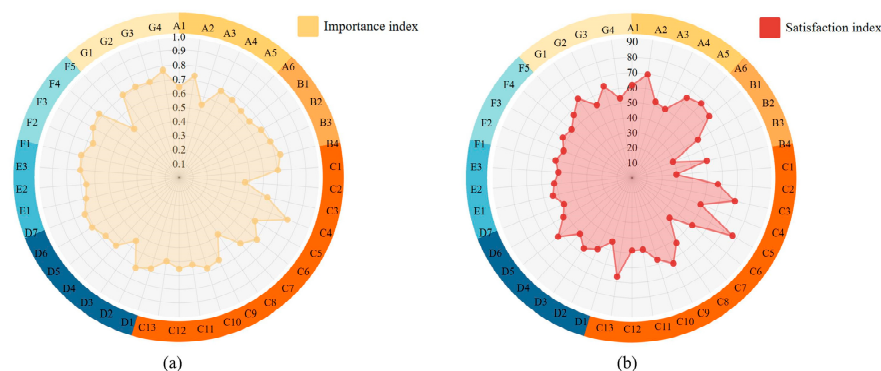 Importance index
A1
A2
A3
A4
A5
A6
B1
B2
B3
B4
C1
C2
C3
C4
C5
C6
C7
C8
C9
C10
C11
C12
C13
D1
D2
D3
D4
D5
D6
D7
E1
E2
E3
F1
F2
F3
F4
F5
G1
G2
G3
G4
1.0
0.9
0.8
0.7
0.6
0.5
0.4
0.3
0.2
0.1
(a)
Satisfaction index
A1
A2
A3
A4
A5
A6
B1
B2
B3
B4
C1
C2
C3
C4
C5
C6
C7
C8
C9
C10
C11
C12
C13
D1
D2
D3
D4
D5
D6
D7
E1
E2
E3
F1
F2
F3
F4
F5
G1
G2
G3
G4
90
80
70
60
50
40
30
20
10
(b)